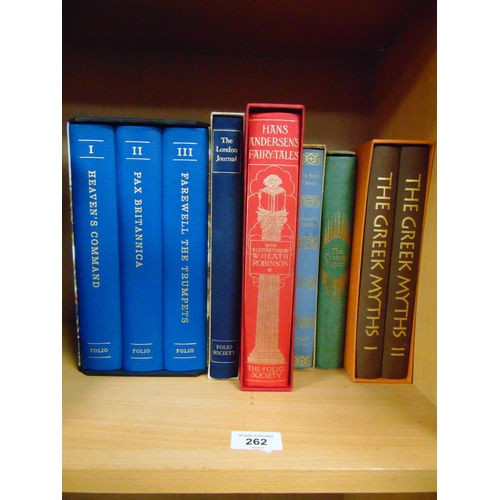 I
HEAVEN'S COMMAND
FOLIO
II
PAX BRITANNICA
FOLIO
III
FAREWELL THE TRUMPETS
FOLIO
The
London
Journal
FOLIO
SOCIETY
HANS
ANDERSEN'S
FAIRY·TALES
WITH
ILLUSTRATIONS BY
W. HEATH
ROBINSON
THE·FOLIO
SOCIETY
THE GREEK MYTHS I
THE GREEK MYTHS II
262